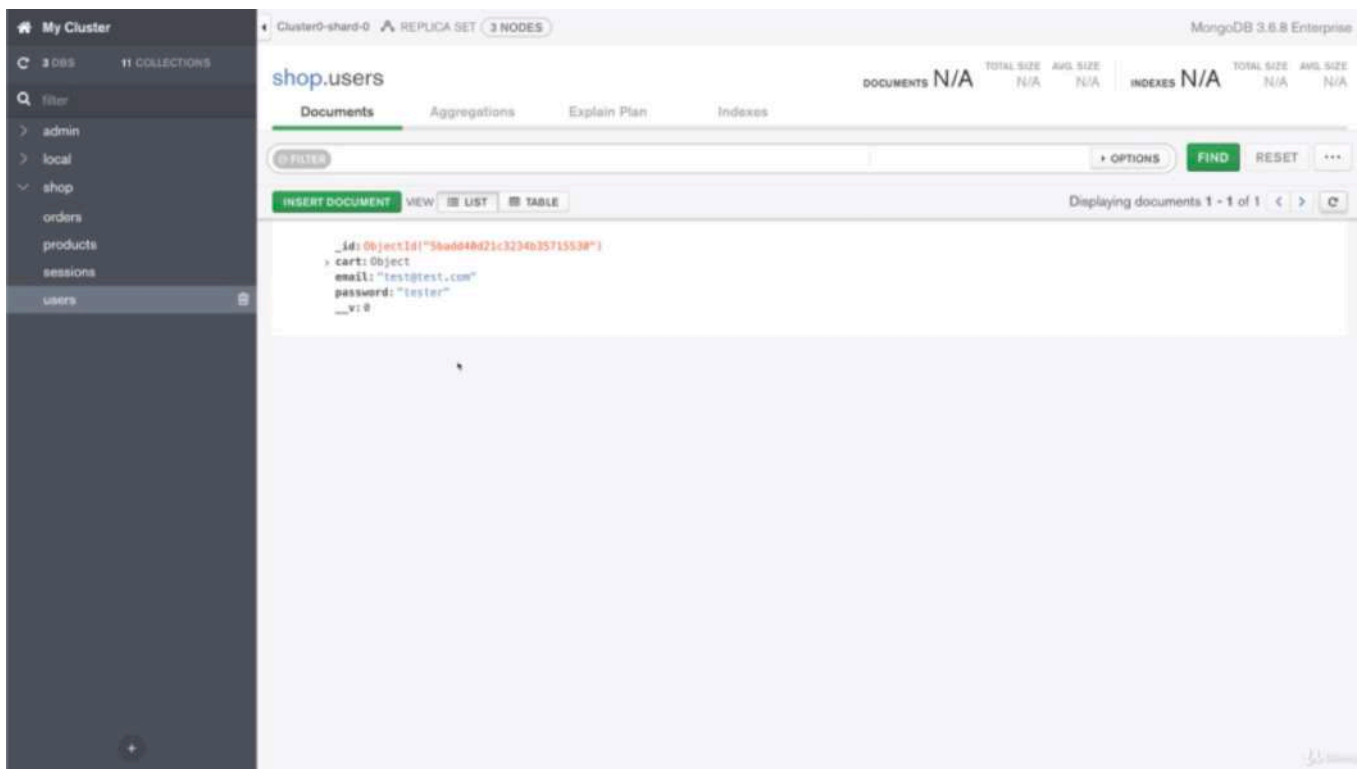 My Cluster
Cluster0-shard-0 REPLICA SET 3 NODES
MongoDB 3.6.8 Enterprise
3 DBS 11 COLLECTIONS
filter
admin
local
shop
orders
products
sessions
users
shop.users
DOCUMENTS N/A TOTAL SIZE N/A AVG. SIZE N/A INDEXES N/A TOTAL SIZE N/A AVG. SIZE N/A
Documents Aggregations Explain Plan Indexes
FILTER OPTIONS FIND RESET ...
INSERT DOCUMENT VIEW LIST TABLE Displaying documents 1 - 1 of 1 < >
_id: ObjectId("5badd40d21c3234b35715530")
> cart: Object
email: "test@test.com"
password: "tester"
__v: 0